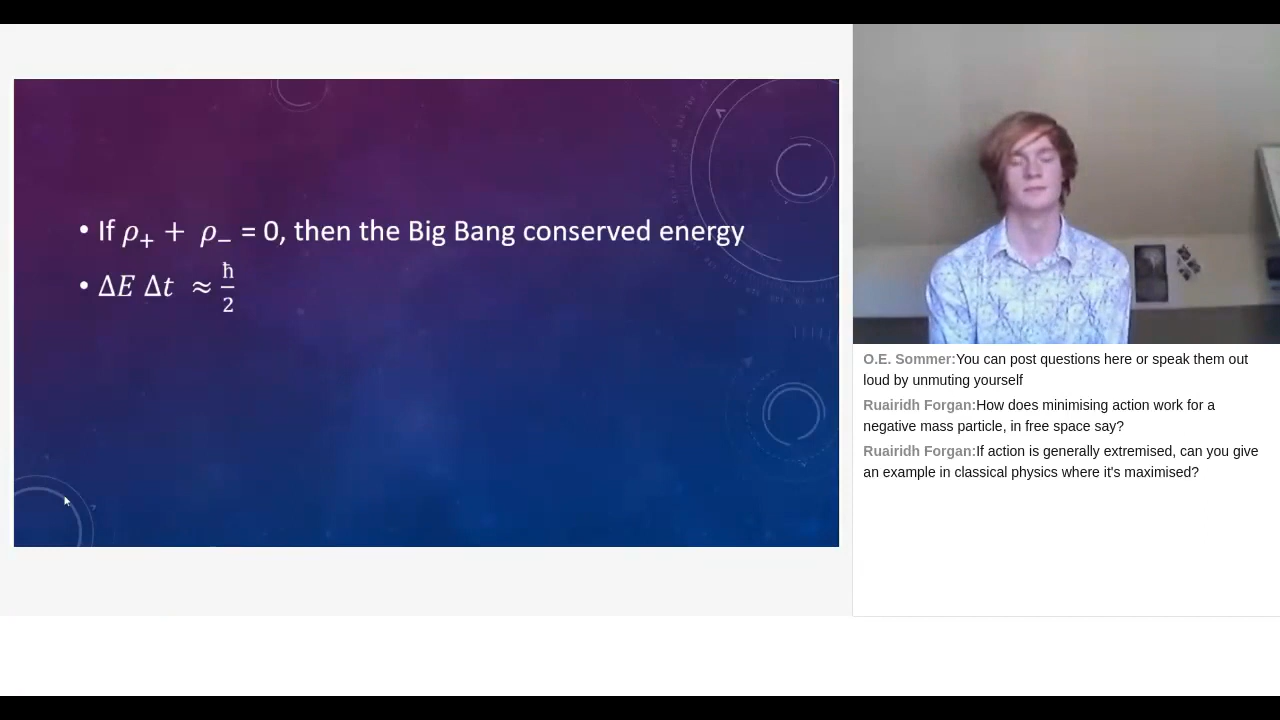 • If ρ₊ + ρ₋ = 0, then the Big Bang conserved energy
• ΔE Δt ≈ ħ/2
O.E. Sommer:You can post questions here or speak them out
loud by unmuting yourself
Ruairidh Forgan:How does minimising action work for a
negative mass particle, in free space say?
Ruairidh Forgan:If action is generally extremised, can you give
an example in classical physics where it's maximised?